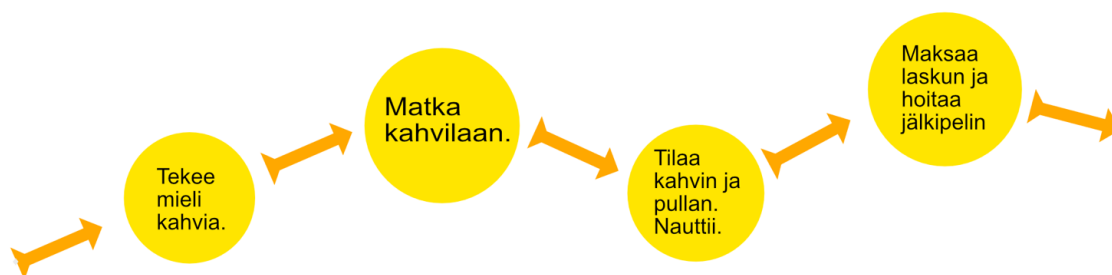 Tekee
mieli
kahvia.
Matka
kahvilaan.
Tilaa
kahvin ja
pullan.
Nauttii.
Maksaa
laskun ja
hoitaa
jälkipelin